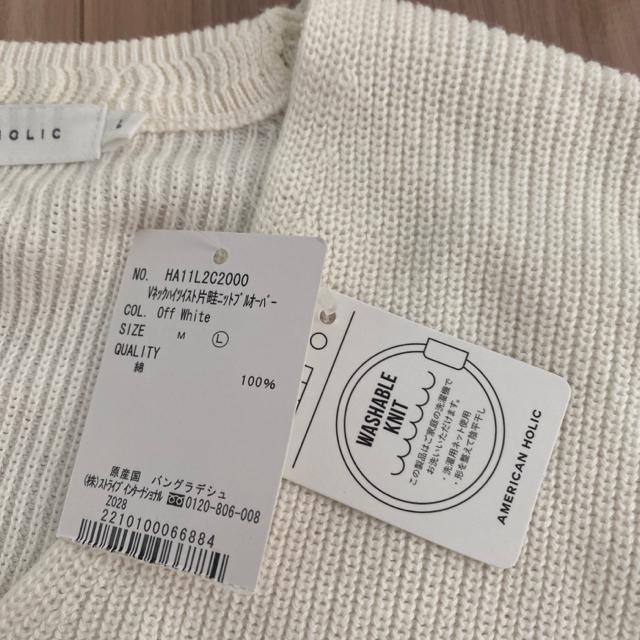 HOLIC
L
NO. HA11L2C2000
Vネックハイツイスト片畦ニットプルオーバー
COL. Off White
SIZE M L
QUALITY
綿 100%
原産国 バングラデシュ
(株)ストライプ インターナショナル 0120-806-008
Z028
2210100066884
WASHABLE
KNIT
この製品はご家庭の洗濯機で
お洗いいただけます。
・洗濯用ネット使用
・形を整えて陰平干し
AMERICAN HOLIC